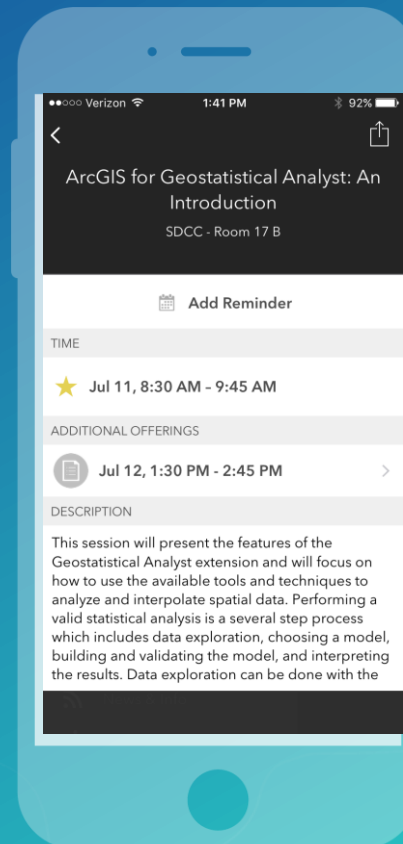 Verizon 1:41 PM 92%
ArcGIS for Geostatistical Analyst: An
Introduction
SDCC - Room 17 B
Add Reminder
TIME
Jul 11, 8:30 AM – 9:45 AM
ADDITIONAL OFFERINGS
Jul 12, 1:30 PM - 2:45 PM
DESCRIPTION
This session will present the features of the
Geostatistical Analyst extension and will focus on
how to use the available tools and techniques to
analyze and interpolate spatial data. Performing a
valid statistical analysis is a several step process
which includes data exploration, choosing a model,
building and validating the model, and interpreting
the results. Data exploration can be done with the